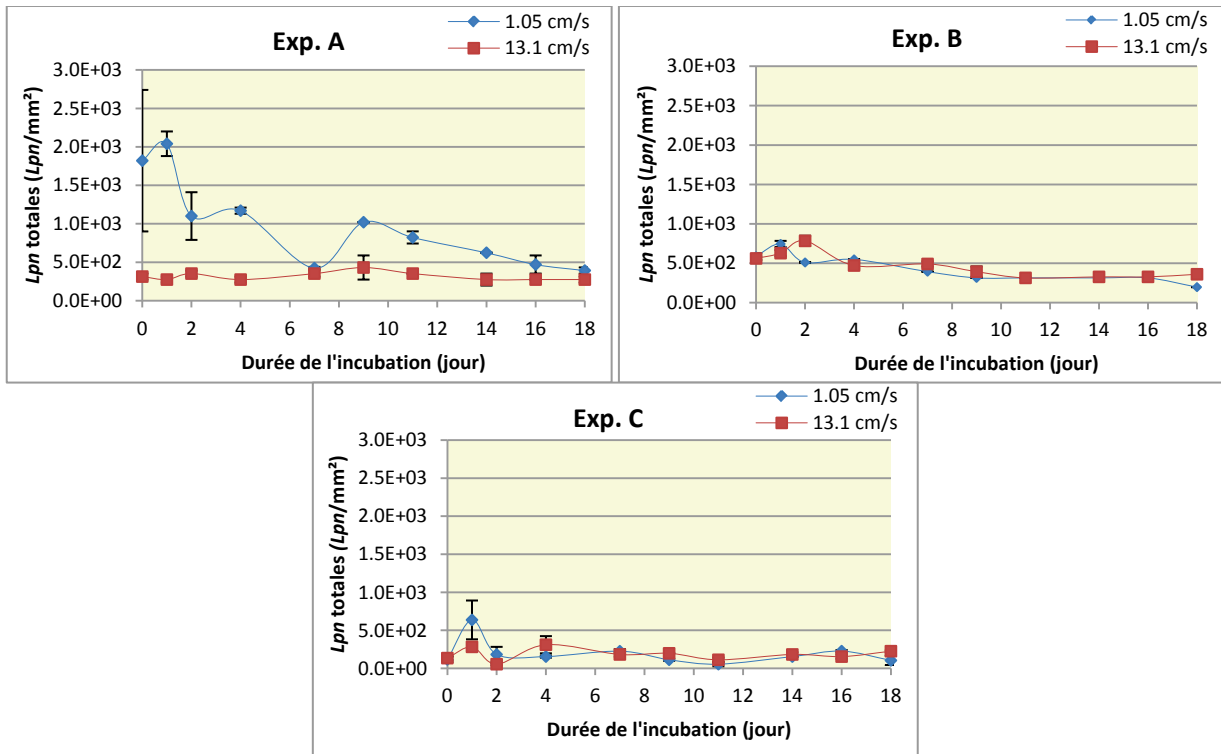 Exp. A
1.05 cm/s
13.1 cm/s
Lpn totales (Lpn/mm²)
3.0E+03
2.5E+03
2.0E+03
1.5E+03
1.0E+03
5.0E+02
0.0E+00
0 2 4 6 8 10 12 14 16 18
Durée de l'incubation (jour)
Exp. B
1.05 cm/s
13.1 cm/s
Lpn totales (Lpn/mm²)
3.0E+03
2.5E+03
2.0E+03
1.5E+03
1.0E+03
5.0E+02
0.0E+00
0 2 4 6 8 10 12 14 16 18
Durée de l'incubation (jour)
Exp. C
1.05 cm/s
13.1 cm/s
Lpn totales (Lpn/mm²)
3.0E+03
2.5E+03
2.0E+03
1.5E+03
1.0E+03
5.0E+02
0.0E+00
0 2 4 6 8 10 12 14 16 18
Durée de l'incubation (jour)